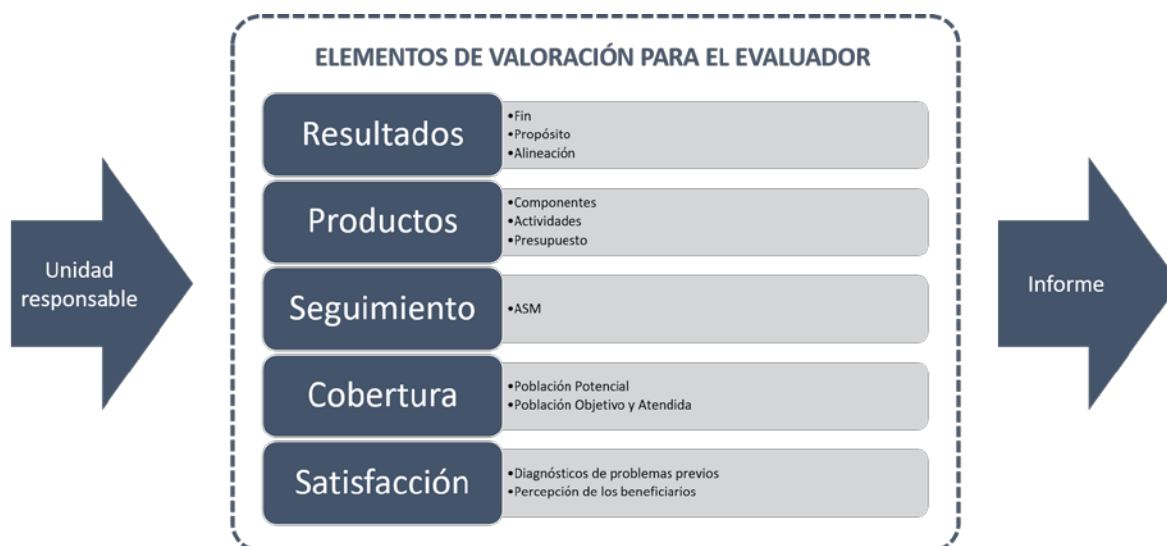 ELEMENTOS DE VALORACIÓN PARA EL EVALUADOR
Unidad
responsable
Resultados
•Fin
•Propósito
•Alineación
Productos
•Componentes
•Actividades
•Presupuesto
Seguimiento
•ASM
Cobertura
•Población Potencial
•Población Objetivo y Atendida
Satisfacción
•Diagnósticos de problemas previos
•Percepción de los beneficiarios
Informe